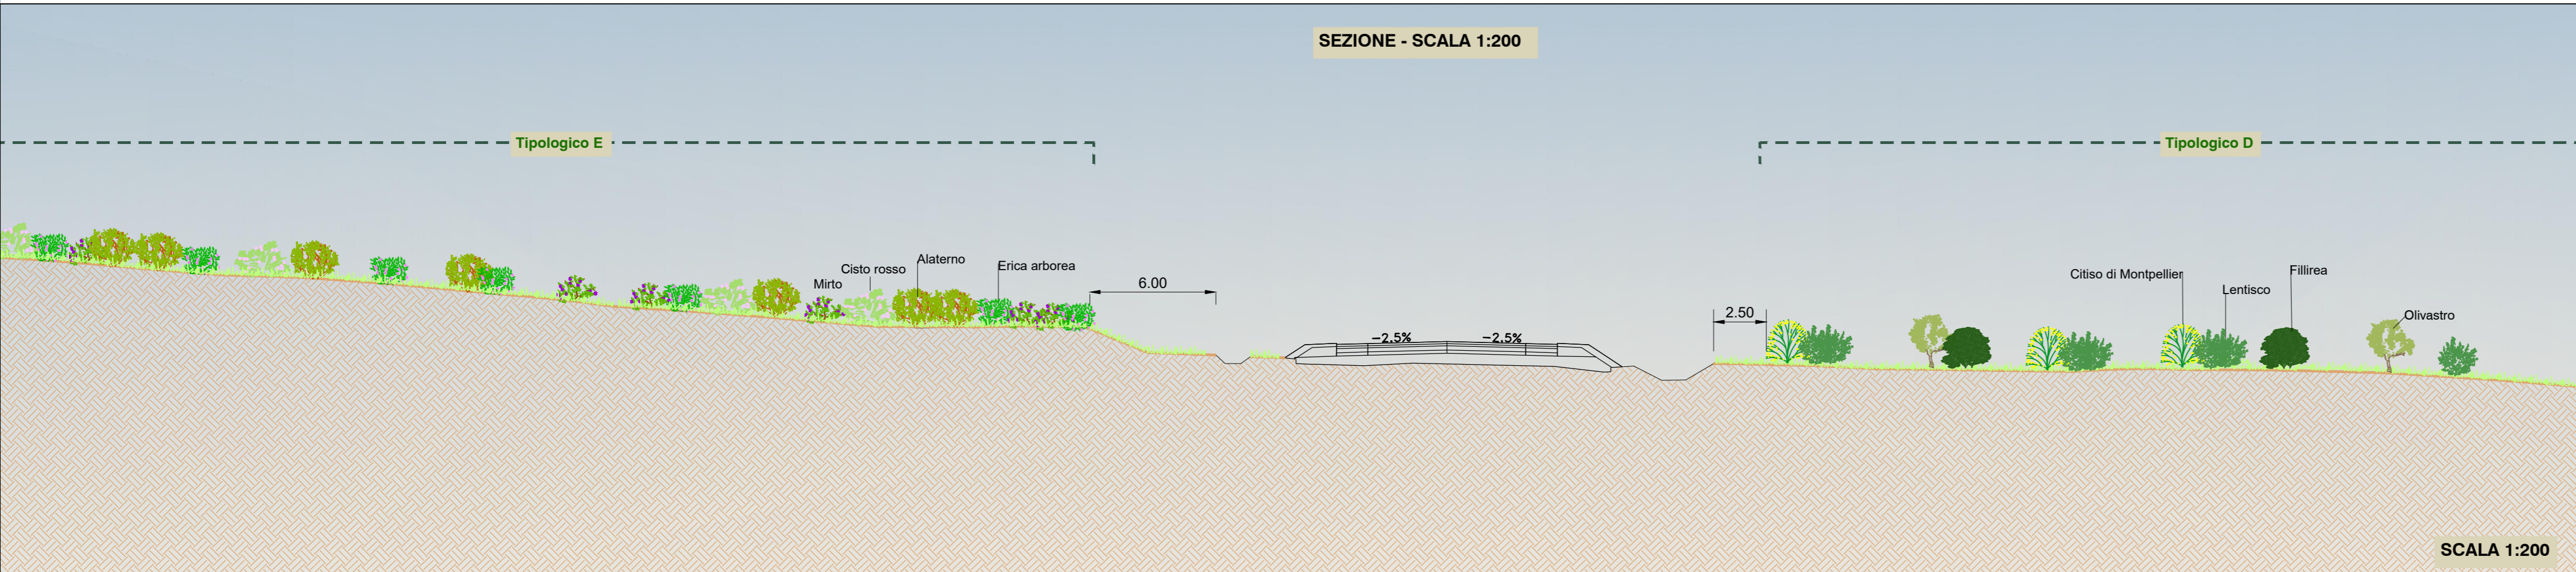 SEZIONE - SCALA 1:200
Tipologico E
Tipologico D
Mirto
Cisto rosso
Alaterno
Erica arborea
6.00
−2.5%
−2.5%
2.50
Citiso di Montpellier
Lentisco
Fillirea
Olivastro
SCALA 1:200